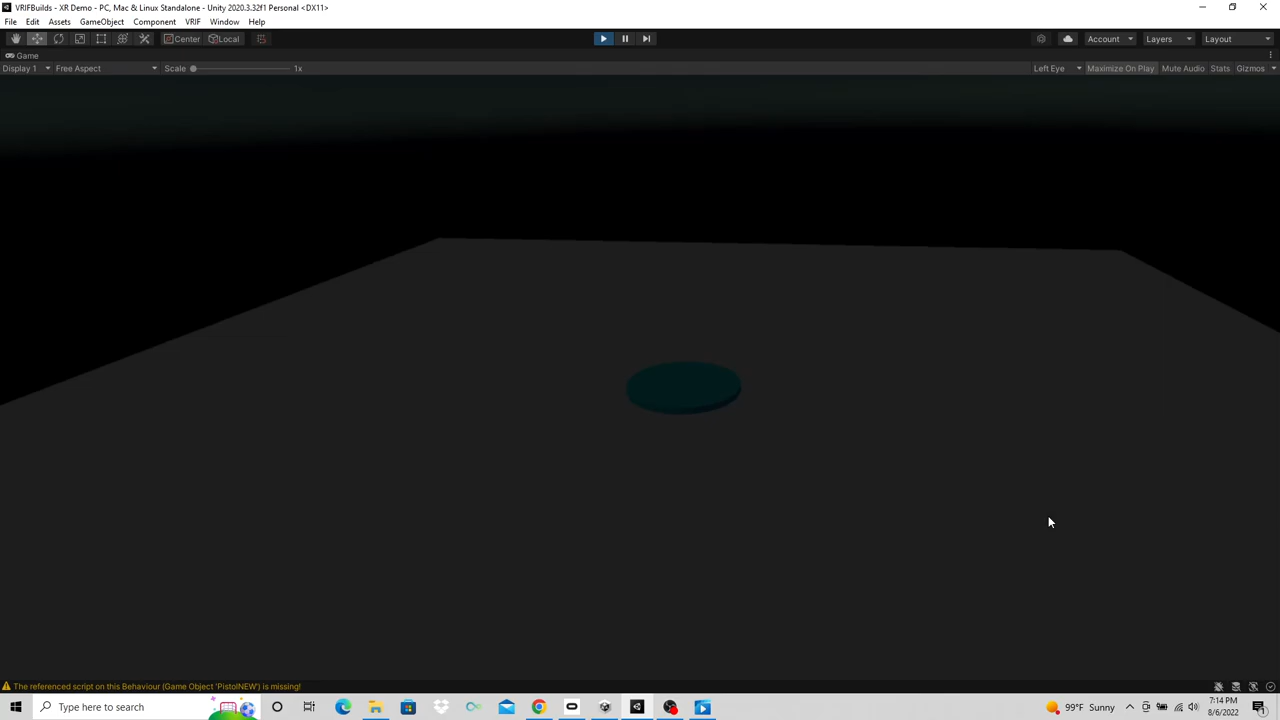 VRIFBuilds - XR Demo - PC, Mac & Linux Standalone - Unity 2020.3.32f1 Personal <DX11>
File Edit Assets GameObject Component VRIF Window Help
Center Local Account Layers Layout
Game
Display 1 Free Aspect Scale 1x Left Eye Maximize On Play Mute Audio Stats Gizmos
The referenced script on this Behaviour (Game Object 'PistolNEW') is missing!
Type here to search 99°F Sunny 7:14 PM
8/6/2022